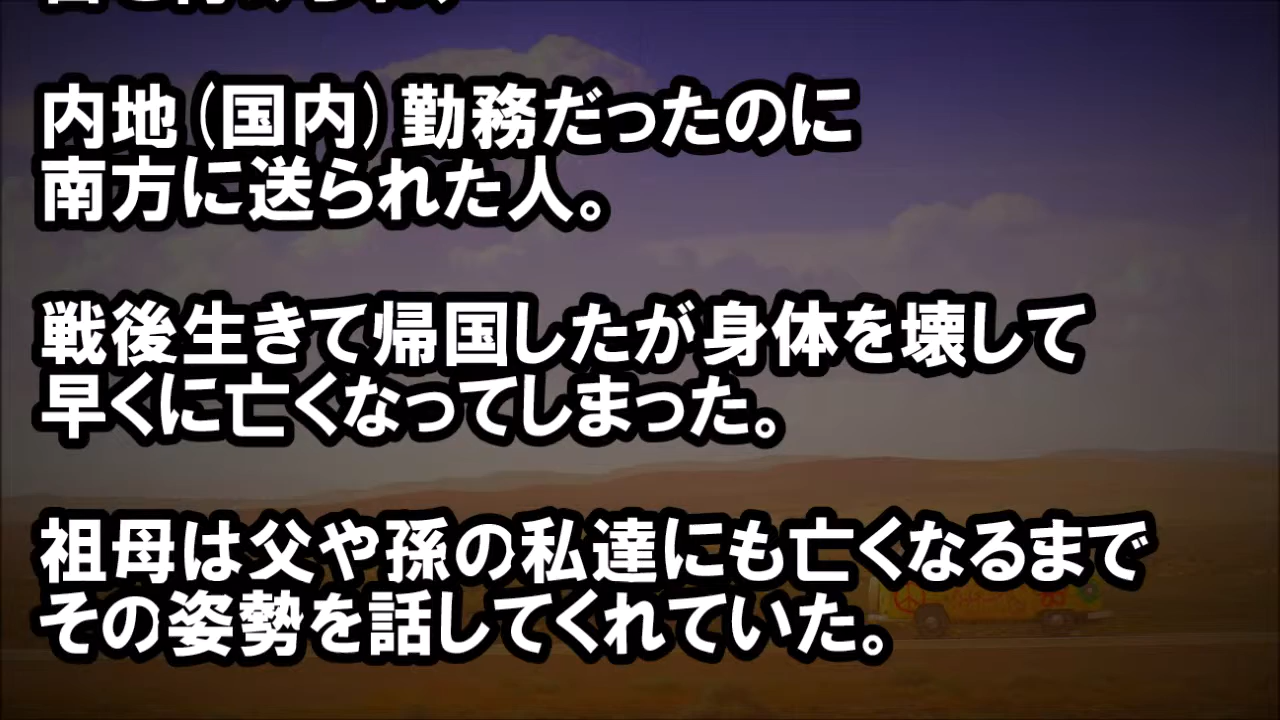 内地(国内)勤務だったのに
南方に送られた人。
戦後生きて帰国したが身体を壊して
早くに亡くなってしまった。
祖母は父や孫の私達にも亡くなるまで
その姿勢を話してくれていた。